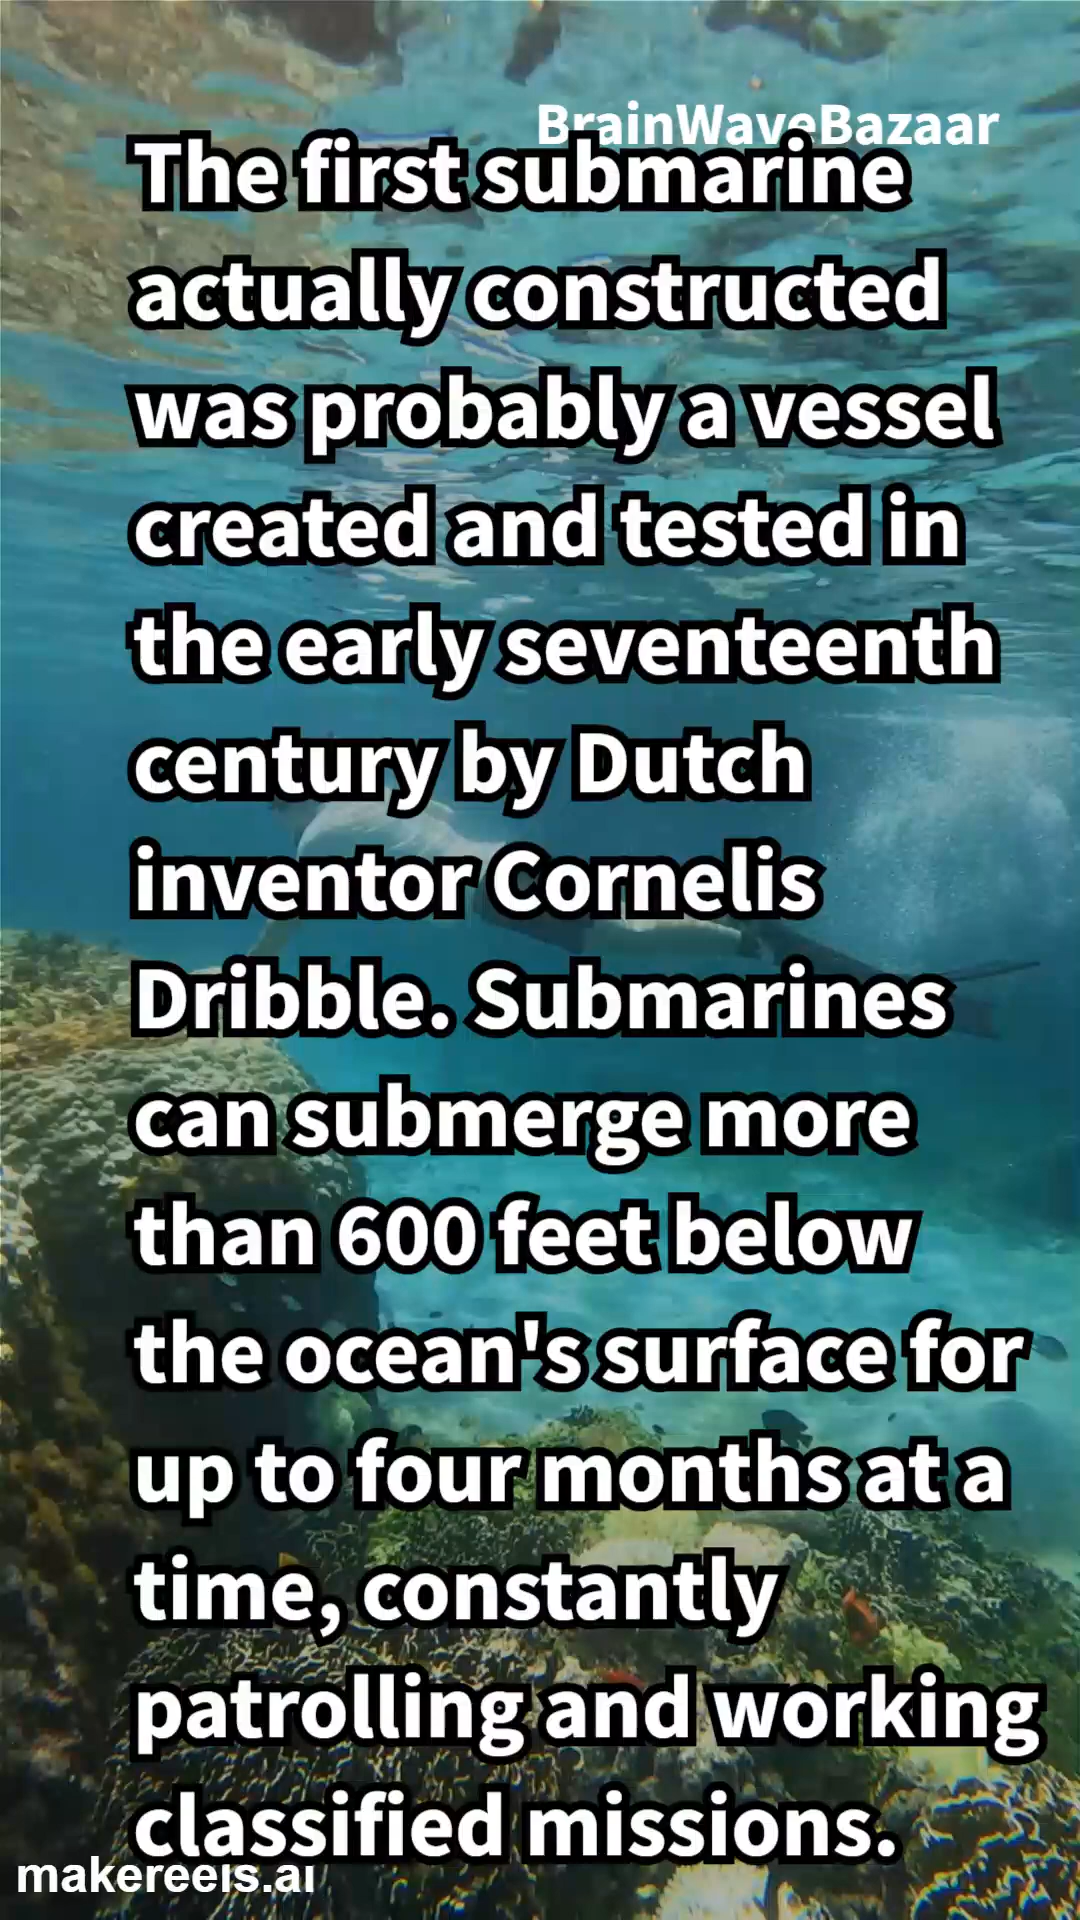 BrainWaveBazaar
The first submarine
actually constructed
was probably a vessel
created and tested in
the early seventeenth
century by Dutch
inventor Cornelis
Dribble. Submarines
can submerge more
than 600 feet below
the ocean's surface for
up to four months at a
time, constantly
patrolling and working
classified missions.
makereels.ai